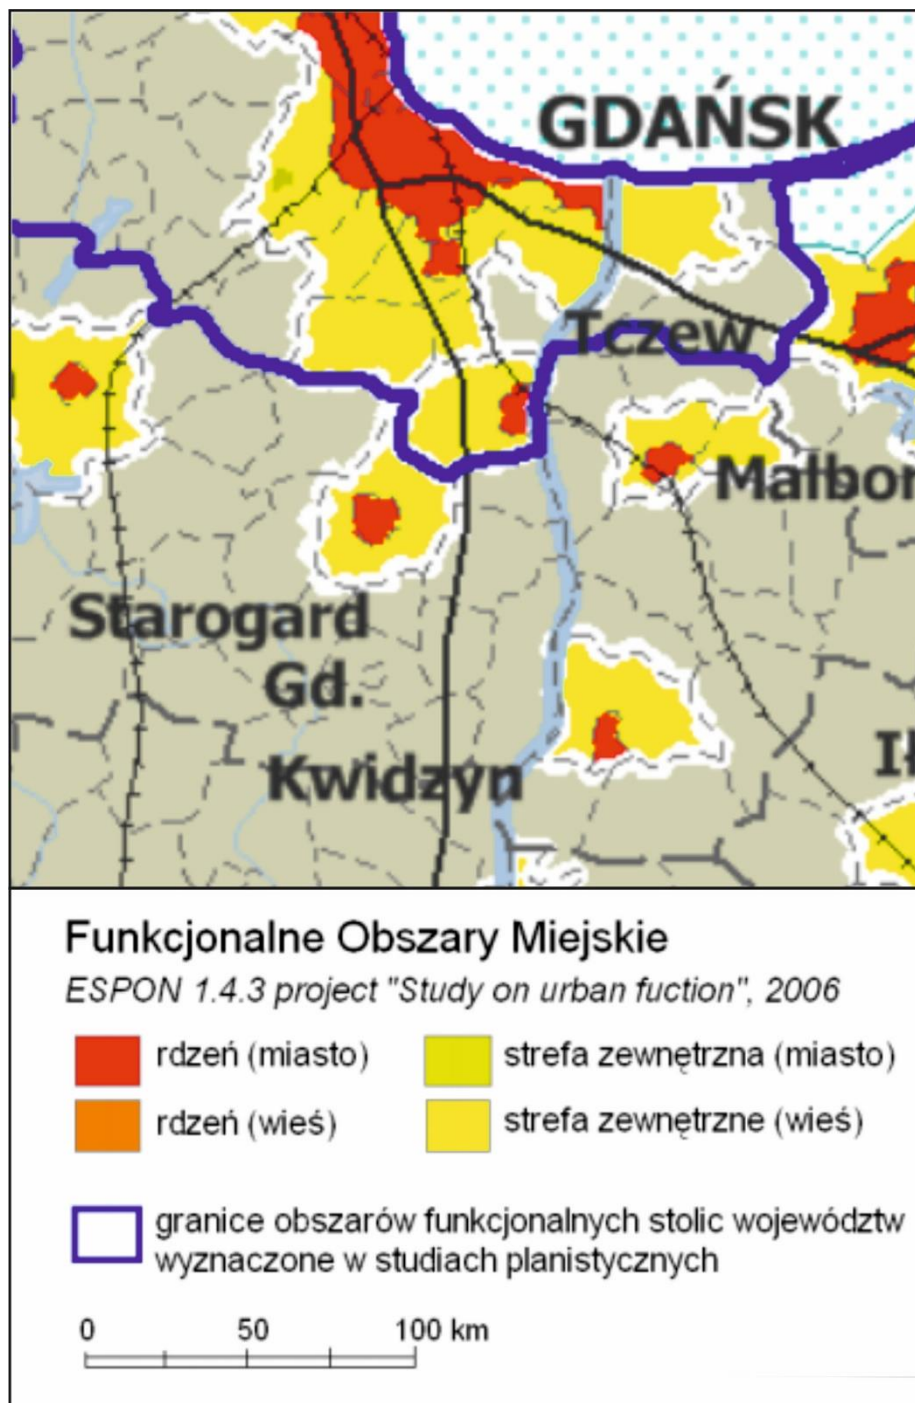 GDAŃSK
Tczew
Starogard
Gd.
Kwidzyn
Funkcjonalne Obszary Miejskie
ESPON 1.4.3 project "Study on urban fuction", 2006
rdzeń (miasto)
strefa zewnętrzna (miasto)
rdzeń (wieś)
strefa zewnętrzne (wieś)
granice obszarów funkcjonalnych stolic województw
wyznaczone w studiach planistycznych
0 50 100 km